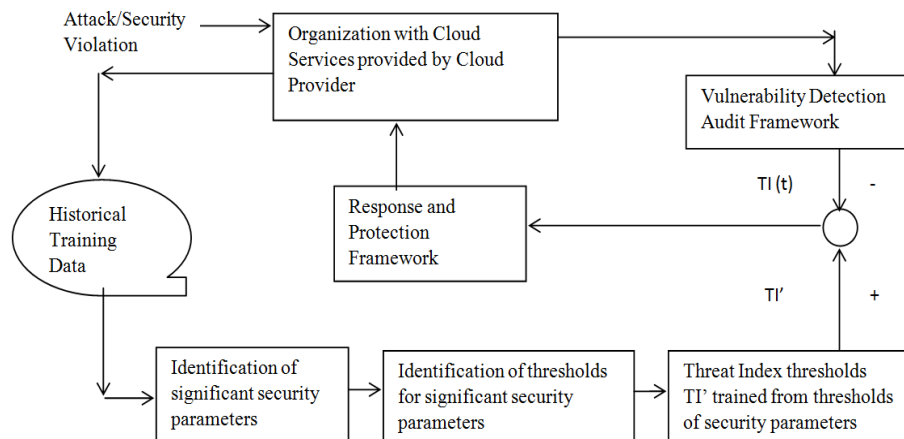 Attack/Security
Violation
Organization with Cloud
Services provided by Cloud
Provider
Vulnerability Detection
Audit Framework
TI (t)
-
Historical
Training
Data
Response and
Protection
Framework
TI’
+
Identification of
significant security
parameters
Identification of thresholds
for significant security
parameters
Threat Index thresholds
TI’ trained from thresholds
of security parameters